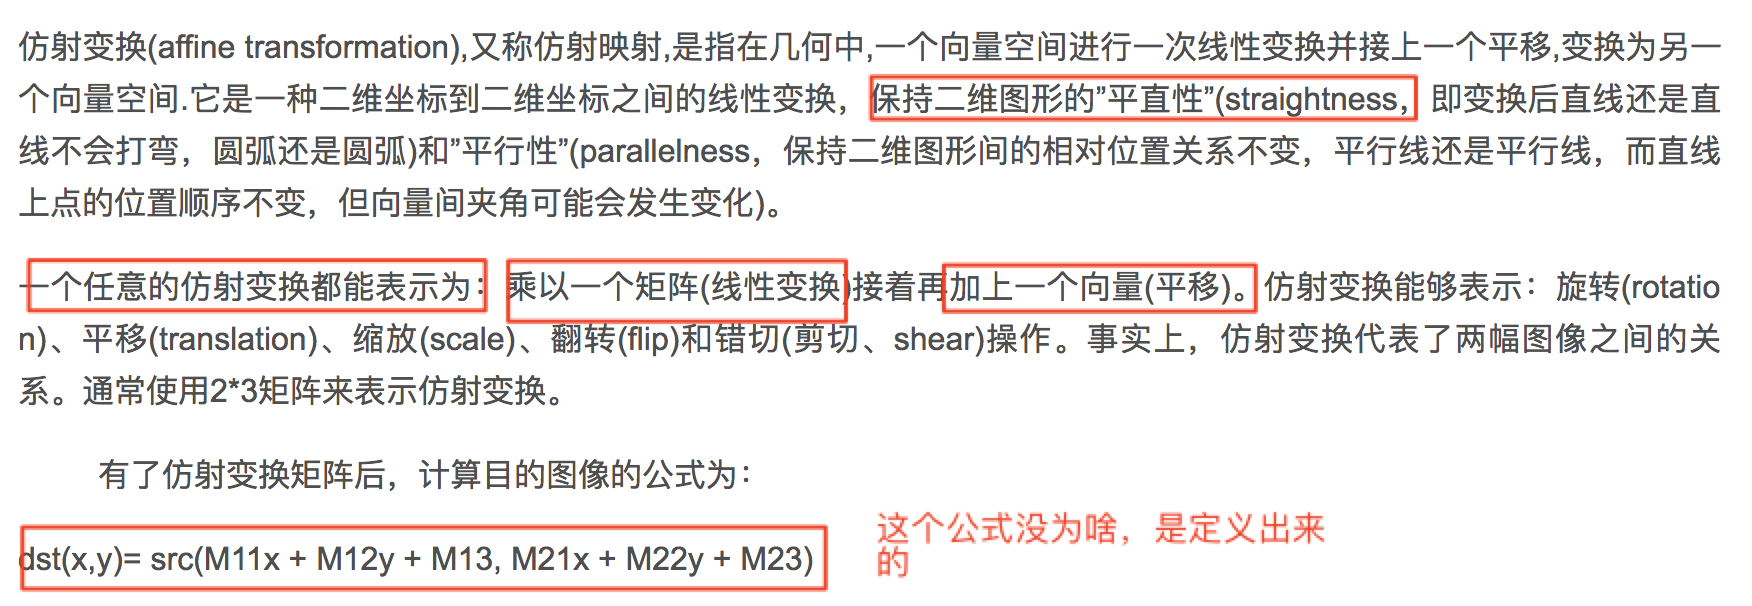 仿射变换(affine transformation),又称仿射映射,是指在几何中,一个向量空间进行一次线性变换并接上一个平移,变换为另一
个向量空间.它是一种二维坐标到二维坐标之间的线性变换，保持二维图形的”平直性”(straightness，即变换后直线还是直
线不会打弯，圆弧还是圆弧)和”平行性”(parallelness，保持二维图形间的相对位置关系不变，平行线还是平行线，而直线
上点的位置顺序不变，但向量间夹角可能会发生变化)。
一个任意的仿射变换都能表示为：乘以一个矩阵(线性变换)接着再加上一个向量(平移)。仿射变换能够表示：旋转(rotatio
n)、平移(translation)、缩放(scale)、翻转(flip)和错切(剪切、shear)操作。事实上，仿射变换代表了两幅图像之间的关
系。通常使用2*3矩阵来表示仿射变换。
有了仿射变换矩阵后，计算目的图像的公式为：
dst(x,y)= src(M11x + M12y + M13, M21x + M22y + M23)
这个公式没为啥，是定义出来
的